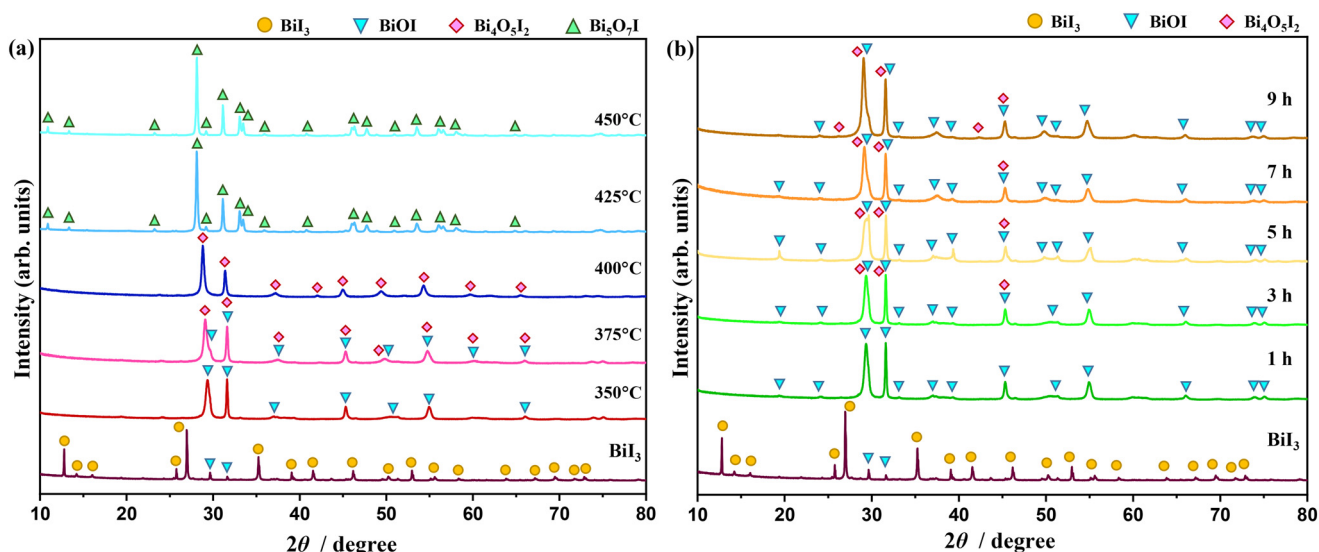 BiI₃ BiOI Bi₄O₅I₂ Bi₅O₇I
(a)
450°C
425°C
400°C
375°C
350°C
BiI₃
Intensity (arb. units)
10 20 30 40 50 60 70 80
2θ / degree
BiI₃ BiOI Bi₄O₅I₂
(b)
9 h
7 h
5 h
3 h
1 h
BiI₃
Intensity (arb. units)
10 20 30 40 50 60 70 80
2θ / degree